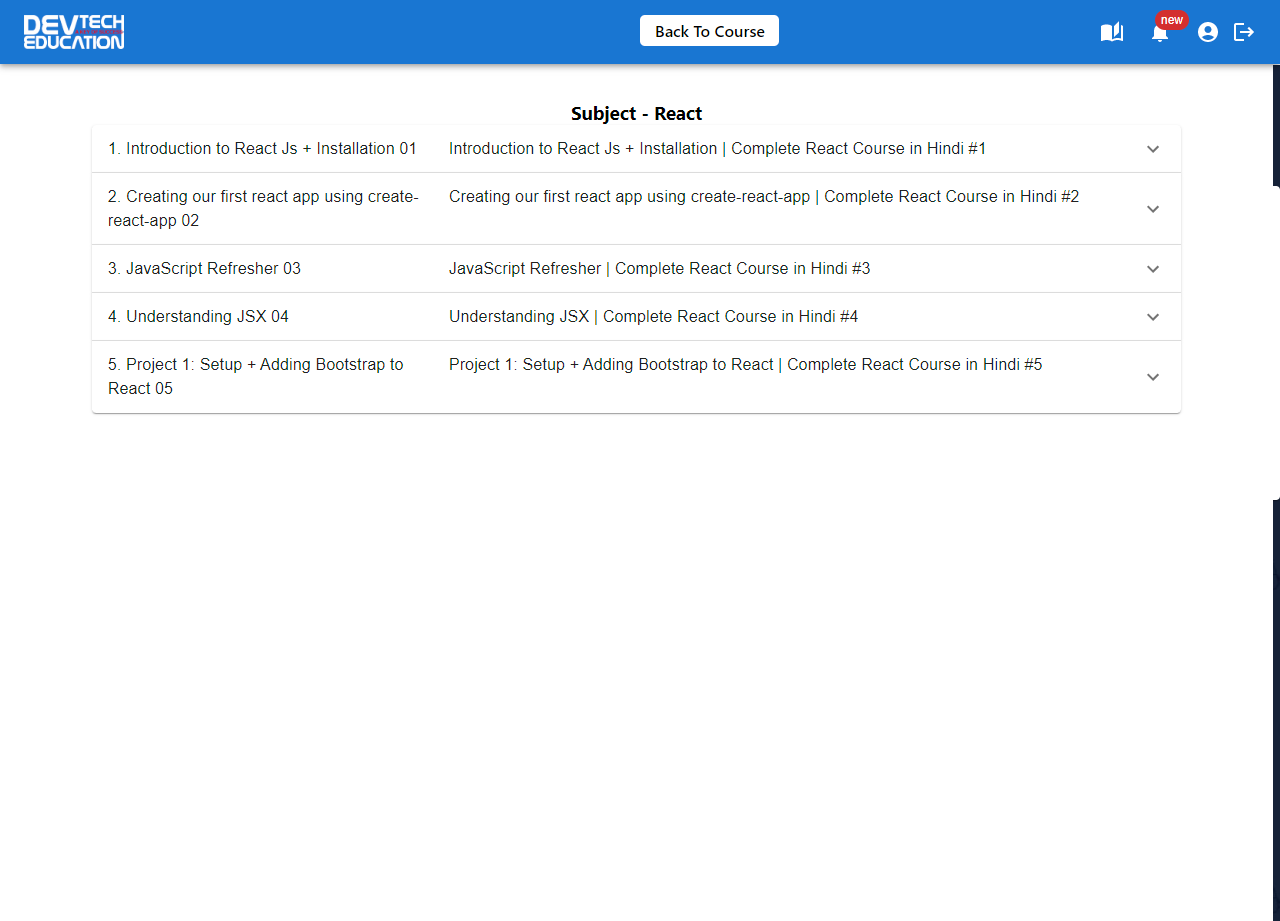 DEVTECH
EDUCATION
Back To Course
new
Subject - React
1. Introduction to React Js + Installation 01
Introduction to React Js + Installation | Complete React Course in Hindi #1
2. Creating our first react app using create-
react-app 02
Creating our first react app using create-react-app | Complete React Course in Hindi #2
3. JavaScript Refresher 03
JavaScript Refresher | Complete React Course in Hindi #3
4. Understanding JSX 04
Understanding JSX | Complete React Course in Hindi #4
5. Project 1: Setup + Adding Bootstrap to
React 05
Project 1: Setup + Adding Bootstrap to React | Complete React Course in Hindi #5